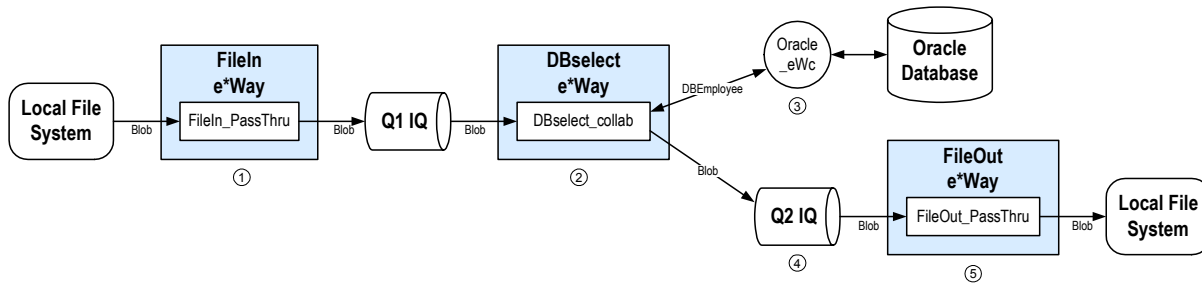 Local File
System
Blob
FileIn
e*Way
FileIn_PassThru
①
Blob
Q1 IQ
Blob
DBselect
e*Way
DBselect_collab
②
DBEmployee
Oracle
_eWc
③
Oracle
Database
Blob
Q2 IQ
④
Blob
FileOut
e*Way
FileOut_PassThru
⑤
Blob
Local File
System